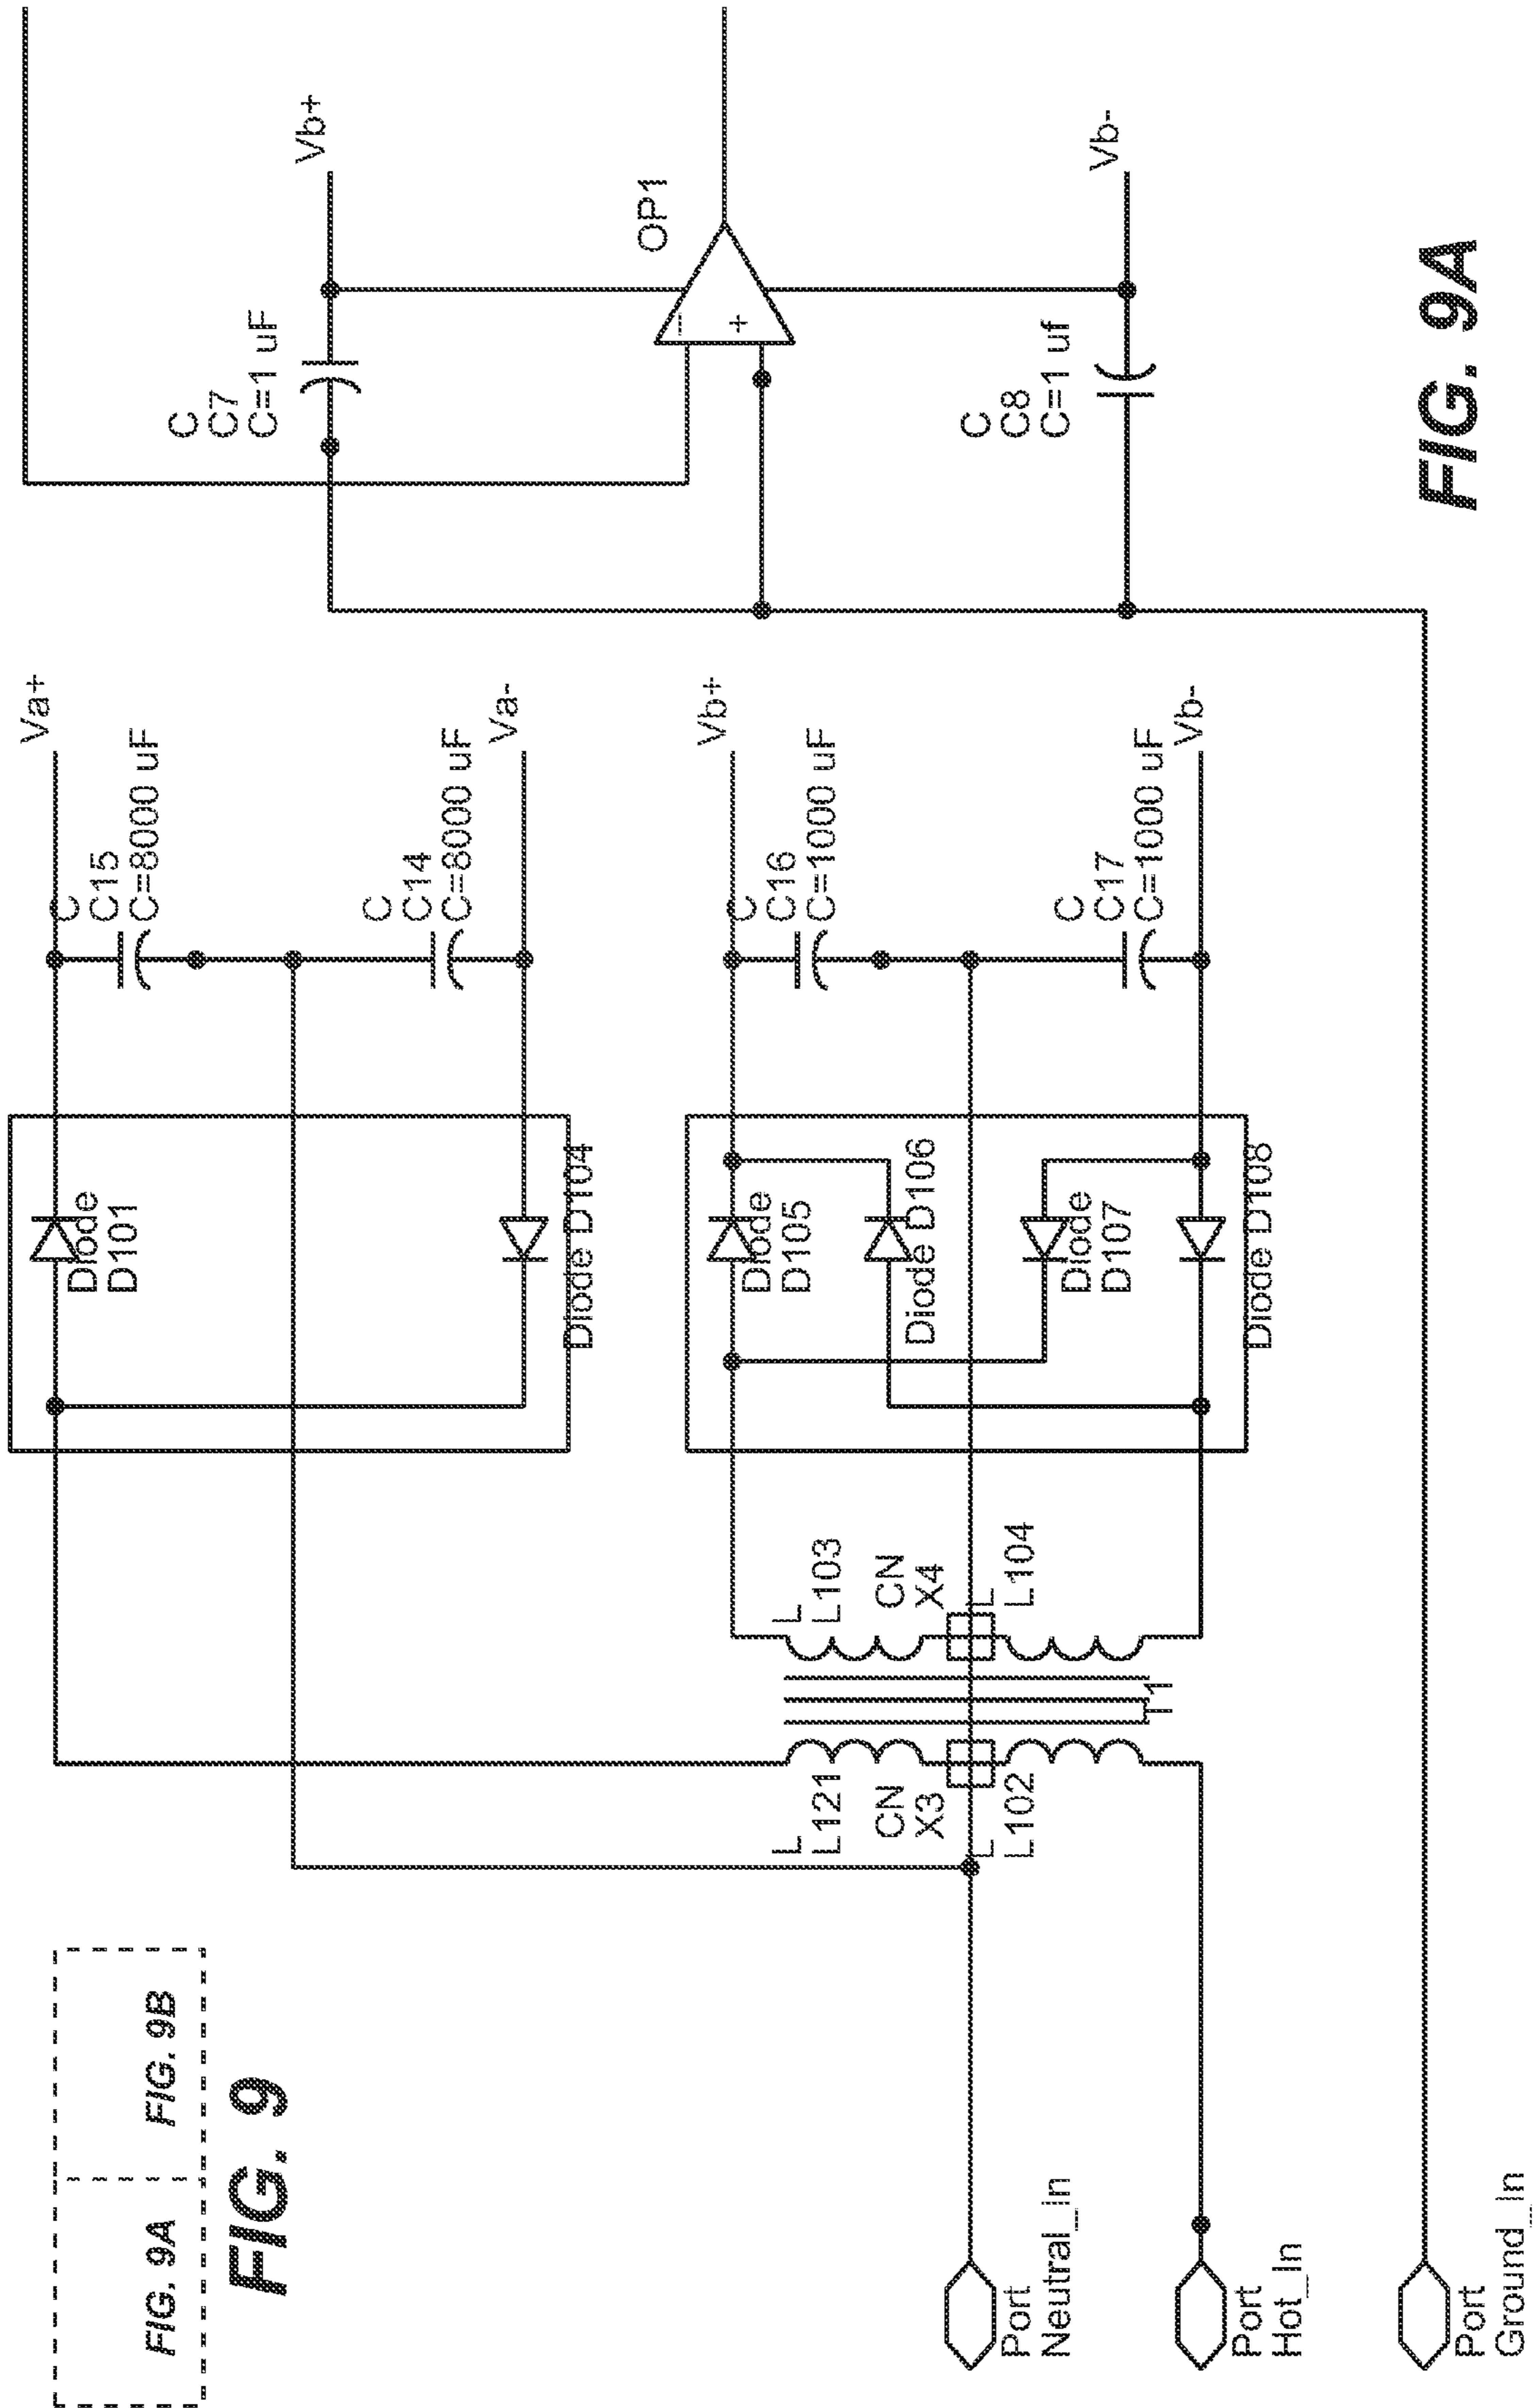 FIG. 9A
FIG. 9B
FIG. 9
Va+
C
C15
C=8000 uF
Diode
D101
C
C14
C=8000 uF
Va-
Diode D104
Vb+
C
C16
C=1000 uF
Diode
D105
Diode D106
Diode
D107
C
C17
C=1000 uF
Vb-
Diode D108
L
L121
CN
X3
L
L102
L
L103
CN
X4
L
L104
T1
Port
Neutral_in
Port
Hot_In
Port
Ground_In
C
C7
C=1 uF
Vb+
OP1
−
+
C
C8
C=1 uf
Vb-
FIG. 9A